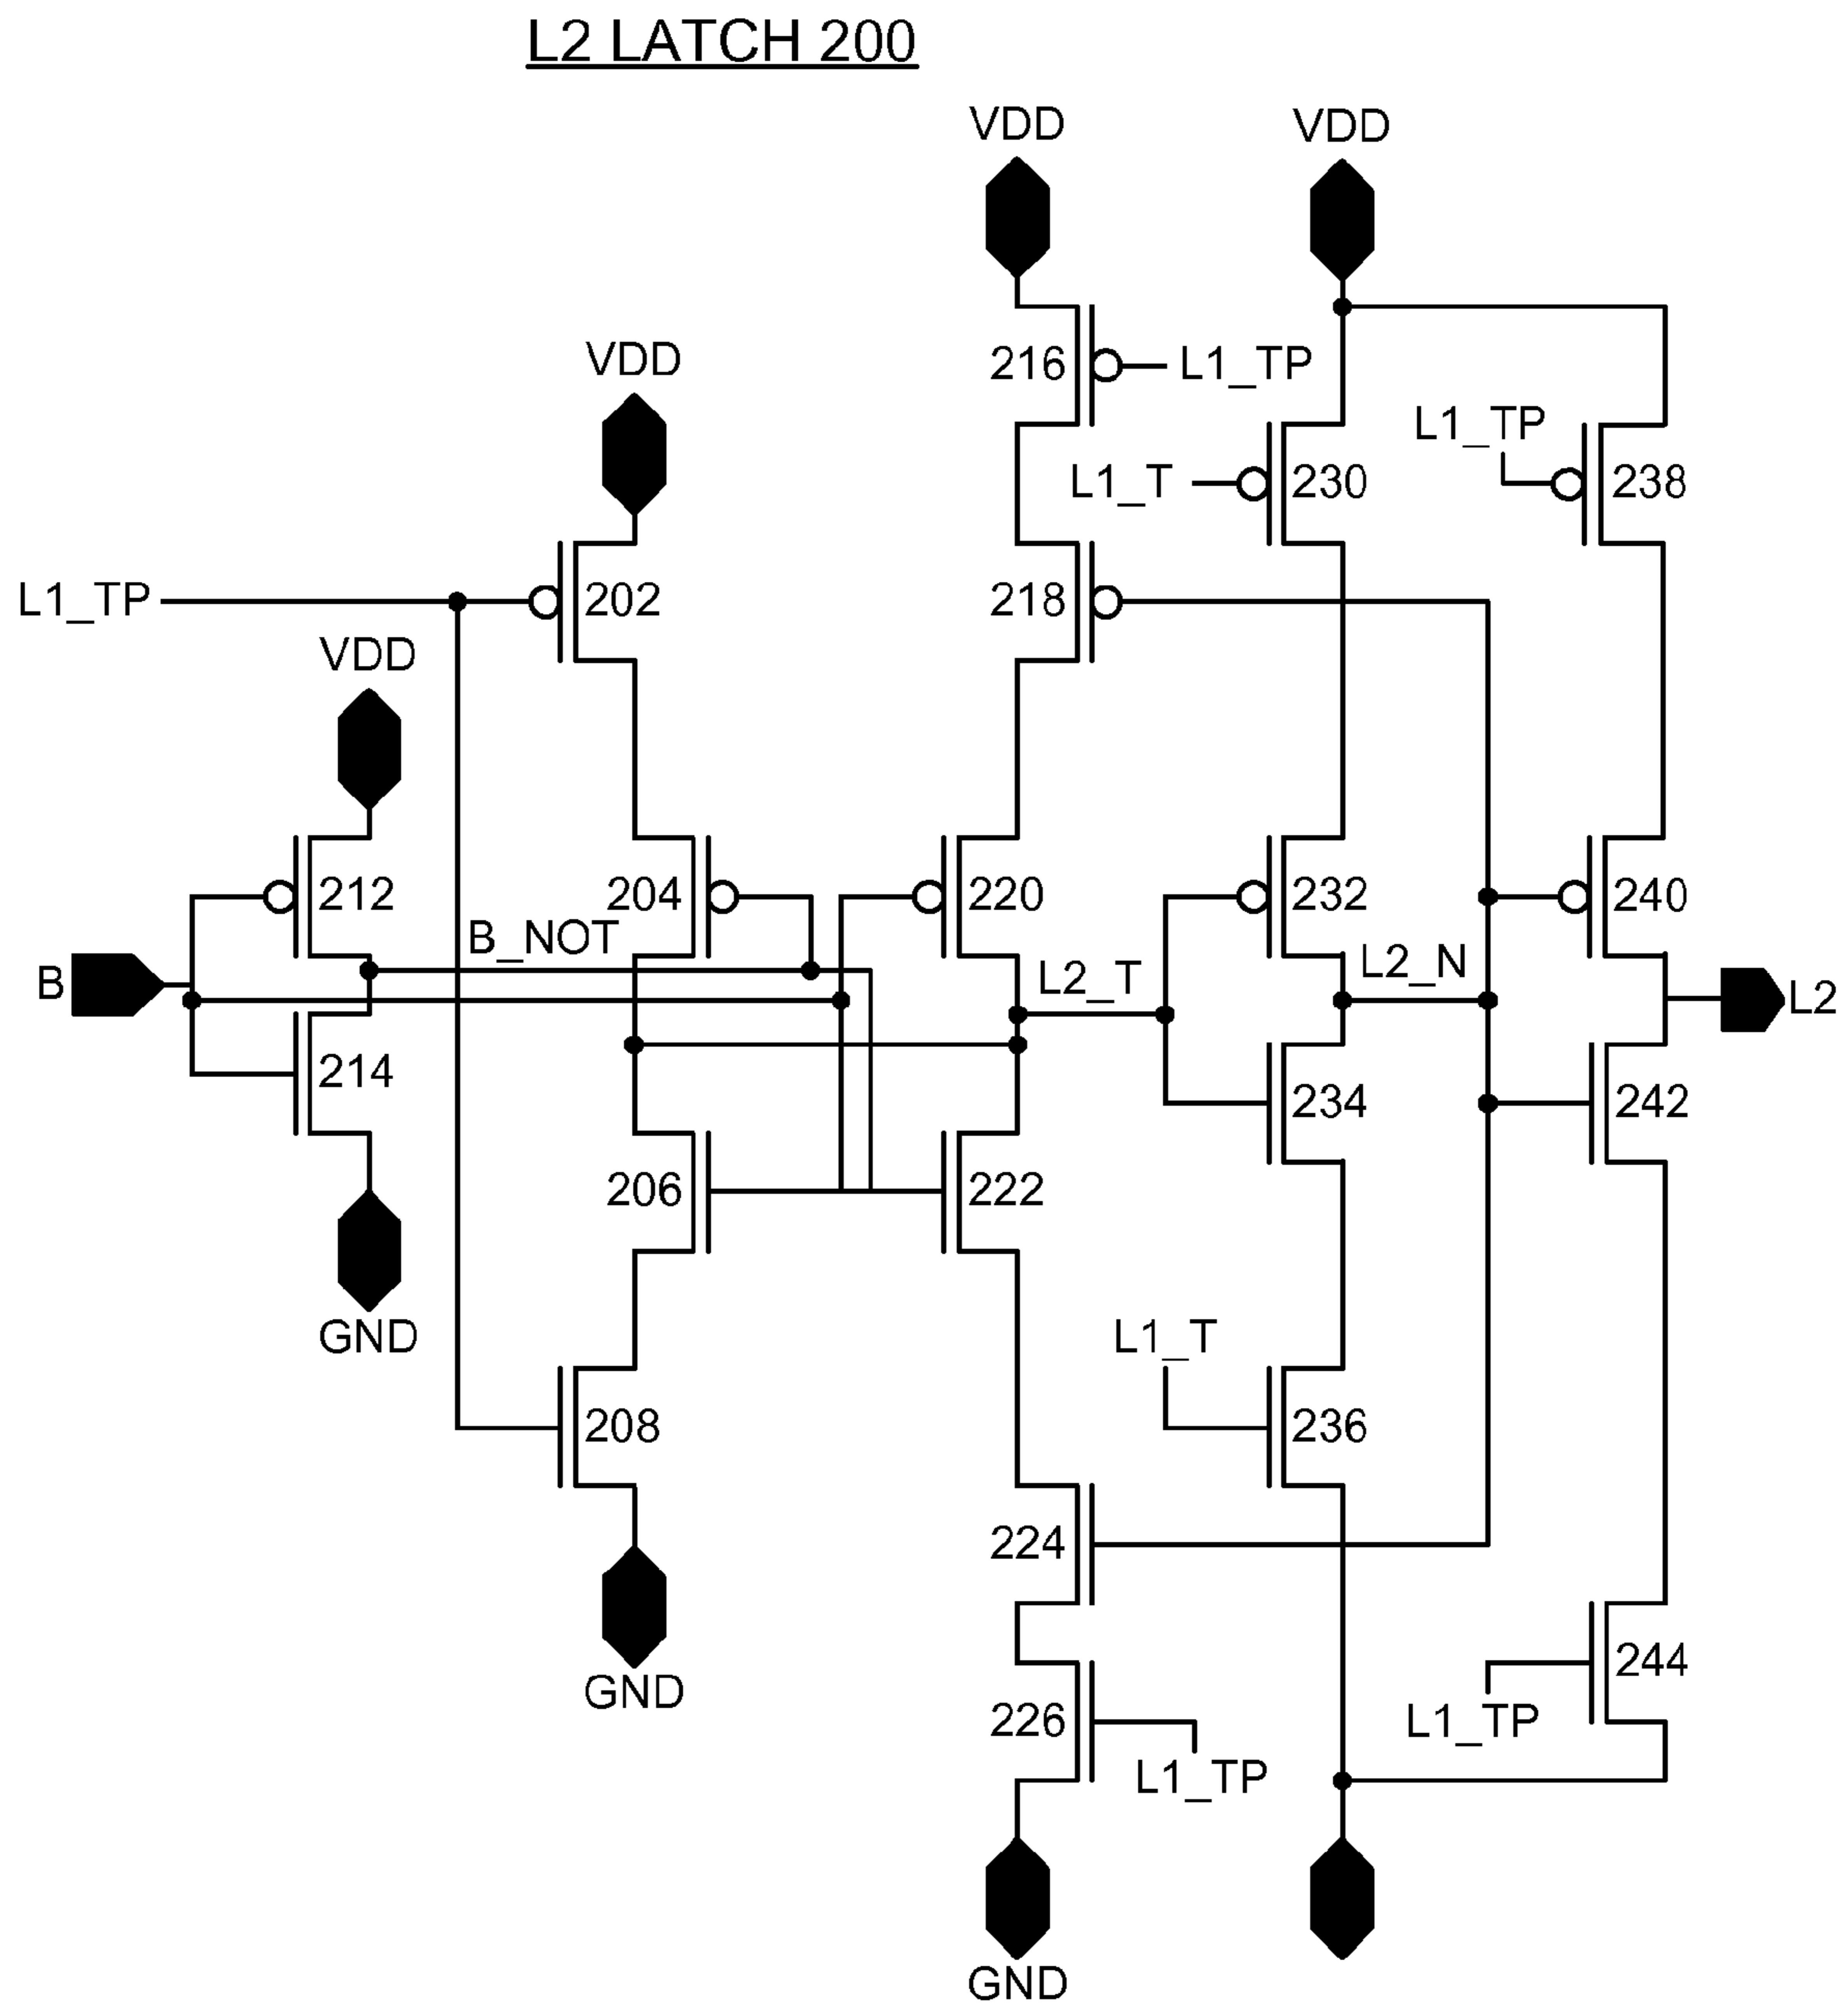 L2 LATCH 200
VDD VDD
216 L1_TP
L1_TP
VDD
L1_T 230 238
L1_TP 202 218
VDD
212 204 220 232 240
B_NOT
B L2_T L2_N L2
214 234 242
206 222
GND L1_T
208 236
224
244
GND 226 L1_TP
L1_TP
GND